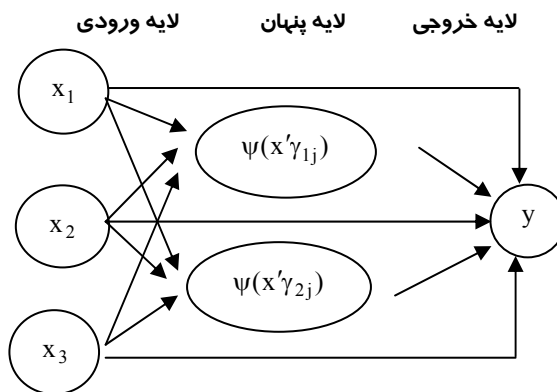 لایه ورودی لایه پنهان لایه خروجی
x₁
ψ(x′γ₁ⱼ)
x₂
y
ψ(x′γ₂ⱼ)
x₃